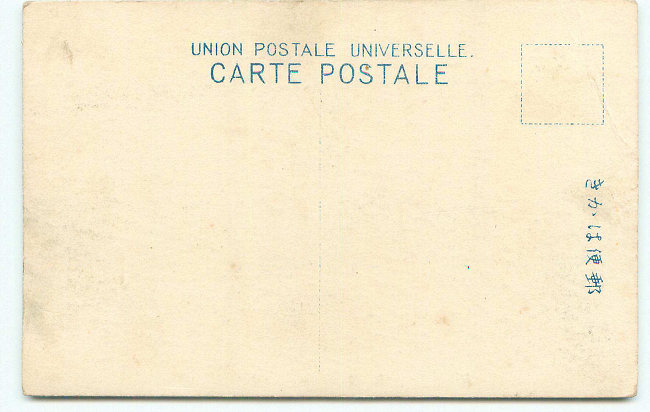 UNION POSTALE UNIVERSELLE.
CARTE POSTALE
郵便はかき